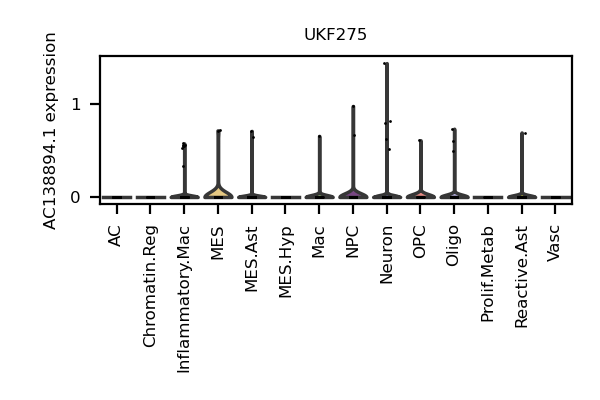 UKF275
AC138894.1 expression
1
0
AC
Chromatin.Reg
Inflammatory.Mac
MES
MES.Ast
MES.Hyp
Mac
NPC
Neuron
OPC
Oligo
Prolif.Metab
Reactive.Ast
Vasc